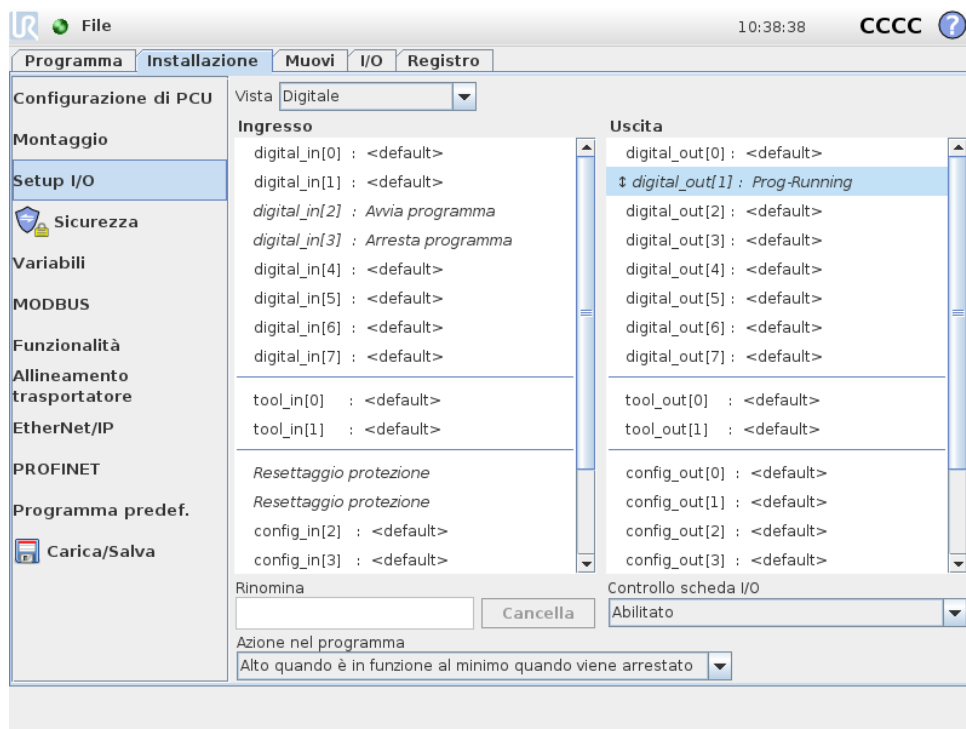 UR File 10:38:38 CCCC ?
Programma Installazione Muovi I/O Registro
Configurazione di PCU
Montaggio
Setup I/O
Sicurezza
Variabili
MODBUS
Funzionalità
Allineamento
trasportatore
EtherNet/IP
PROFINET
Programma predef.
Carica/Salva
Vista Digitale
Ingresso
digital_in[0] : <default>
digital_in[1] : <default>
digital_in[2] : Avvia programma
digital_in[3] : Arresta programma
digital_in[4] : <default>
digital_in[5] : <default>
digital_in[6] : <default>
digital_in[7] : <default>
tool_in[0] : <default>
tool_in[1] : <default>
Resettaggio protezione
Resettaggio protezione
config_in[2] : <default>
config_in[3] : <default>
Uscita
digital_out[0] : <default>
↕ digital_out[1] : Prog-Running
digital_out[2] : <default>
digital_out[3] : <default>
digital_out[4] : <default>
digital_out[5] : <default>
digital_out[6] : <default>
digital_out[7] : <default>
tool_out[0] : <default>
tool_out[1] : <default>
config_out[0] : <default>
config_out[1] : <default>
config_out[2] : <default>
config_out[3] : <default>
Rinomina
Cancella
Controllo scheda I/O
Abilitato
Azione nel programma
Alto quando è in funzione al minimo quando viene arrestato